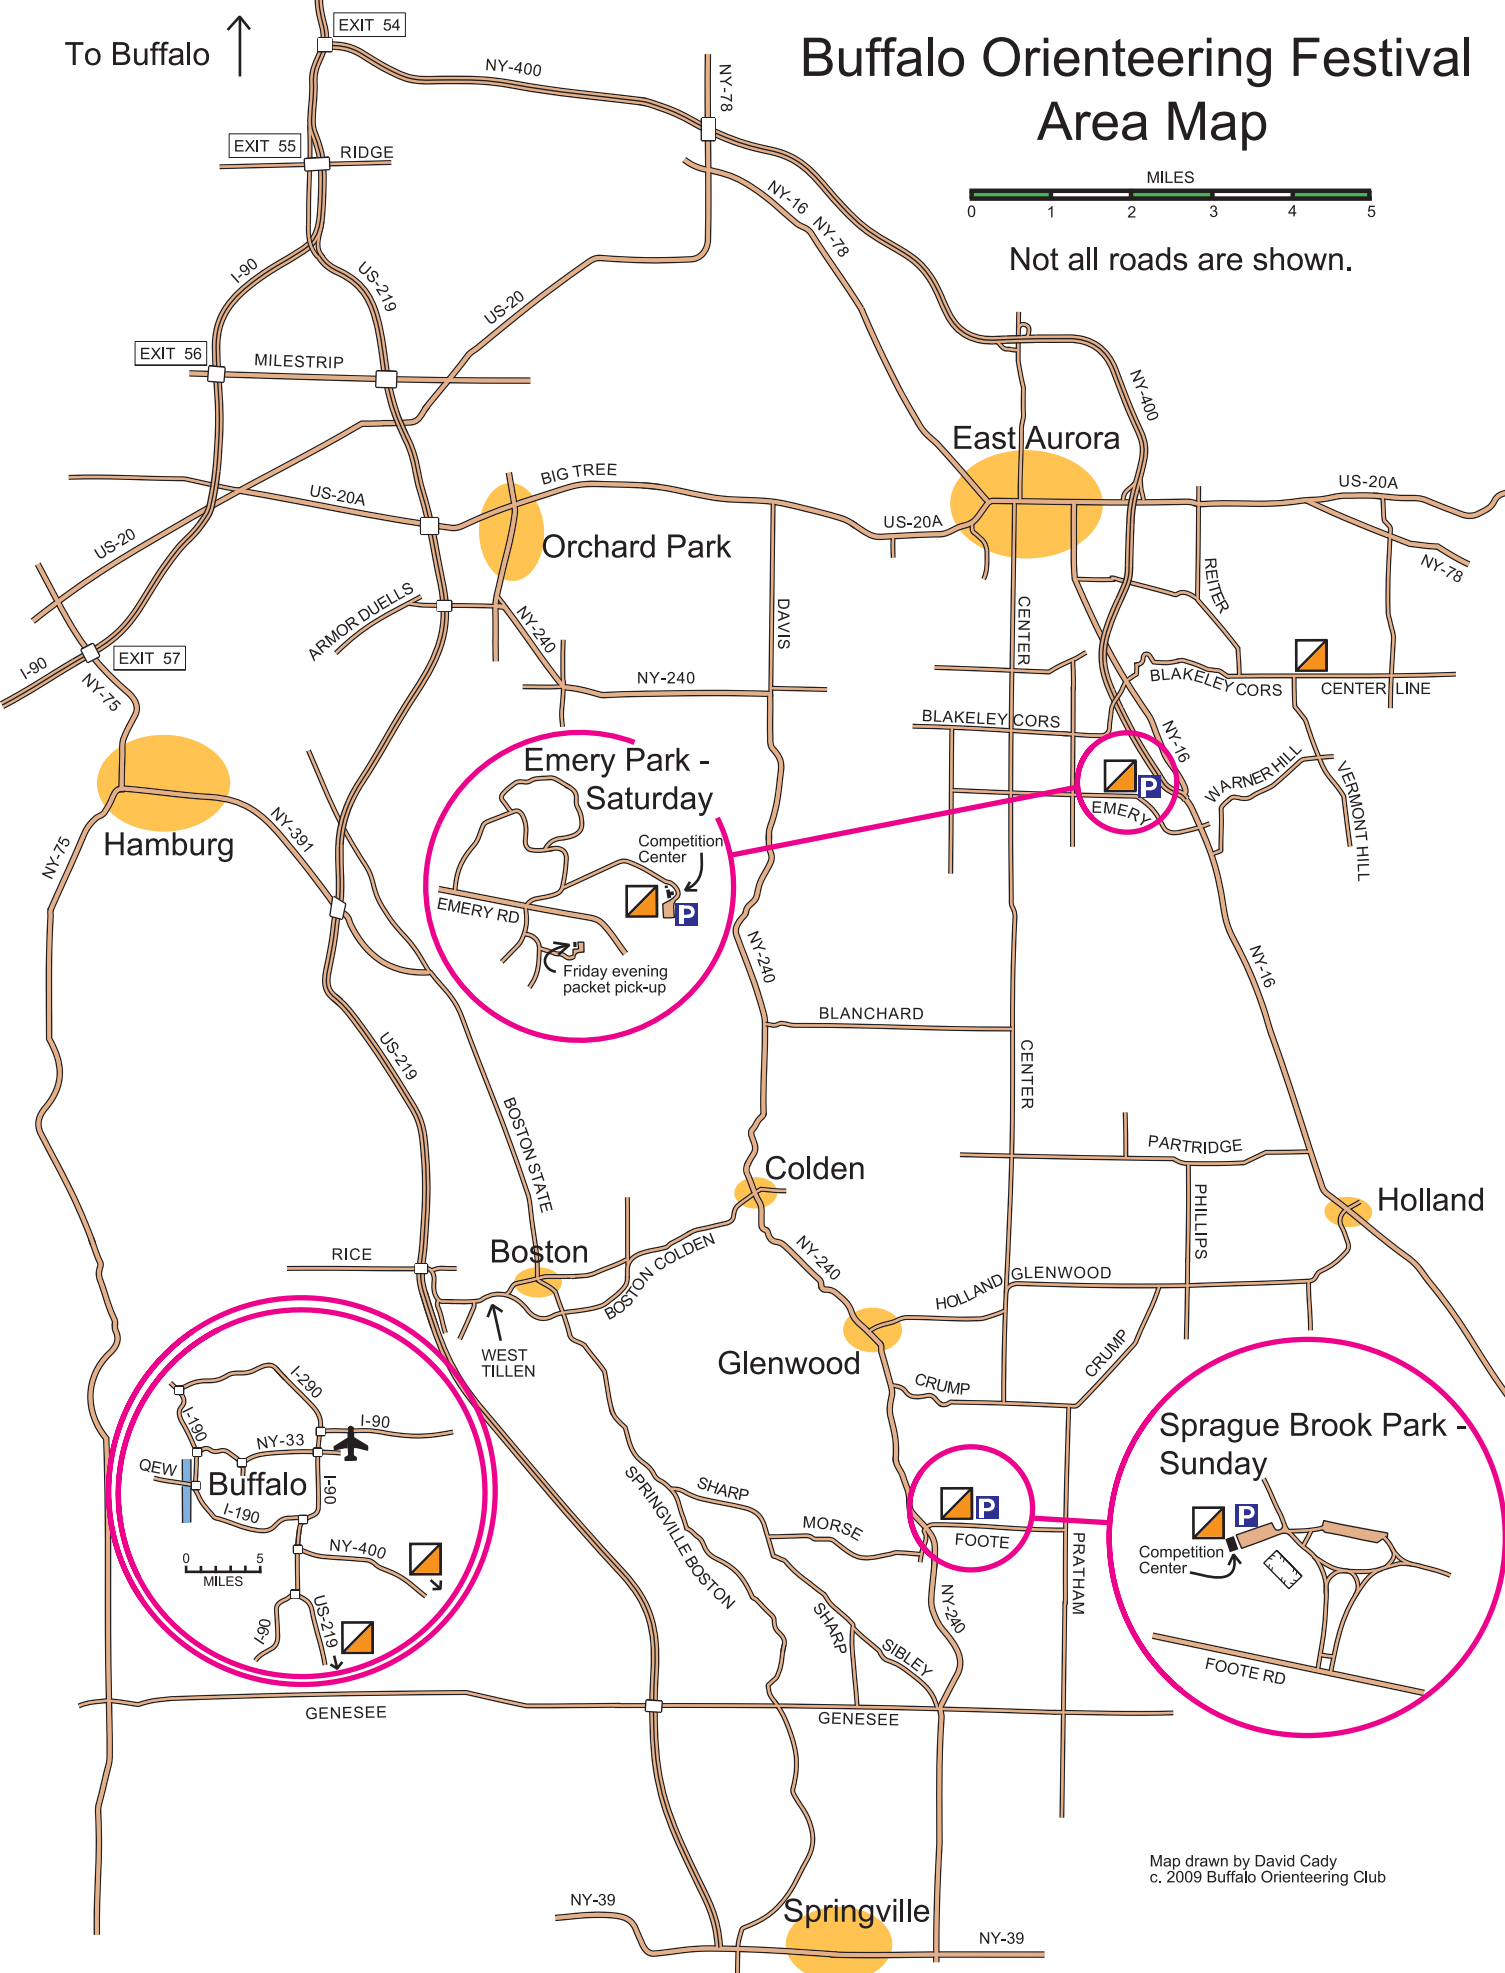 To Buffalo
EXIT 54
NY-400
NY-78
Buffalo Orienteering Festival
Area Map
EXIT 55
RIDGE
MILES
0 1 2 3 4 5
NY-16
NY-78
Not all roads are shown.
I-90
US-219
US-20
EXIT 56
MILESTRIP
NY-400
East Aurora
BIG TREE
US-20A
US-20A
US-20A
US-20
Orchard Park
NY-78
REITER
ARMOR DUELLS
NY-240
DAVIS
CENTER
I-90
EXIT 57
NY-75
NY-240
BLAKELEY CORS
CENTER LINE
BLAKELEY CORS
NY-16
Emery Park -
Saturday
P
EMERY
WARNER HILL
VERMONT HILL
Hamburg
NY-391
NY-75
Competition
Center
EMERY RD
P
Friday evening
packet pick-up
NY-240
NY-16
BLANCHARD
US-219
CENTER
BOSTON STATE
PARTRIDGE
Colden
PHILLIPS
Holland
RICE
Boston
BOSTON COLDEN
NY-240
HOLLAND GLENWOOD
WEST
TILLEN
Glenwood
CRUMP
CRUMP
I-290
I-190
I-90
NY-33
QEW
Buffalo
I-90
I-190
NY-400
0 5
MILES
I-90
US-219
Sprague Brook Park -
Sunday
P
Competition
Center
FOOTE RD
SPRINGVILLE BOSTON
SHARP
MORSE
P
FOOTE
PRATHAM
SHARP
SIBLEY
NY-240
GENESEE
GENESEE
Map drawn by David Cady
c. 2009 Buffalo Orienteering Club
NY-39
Springville
NY-39